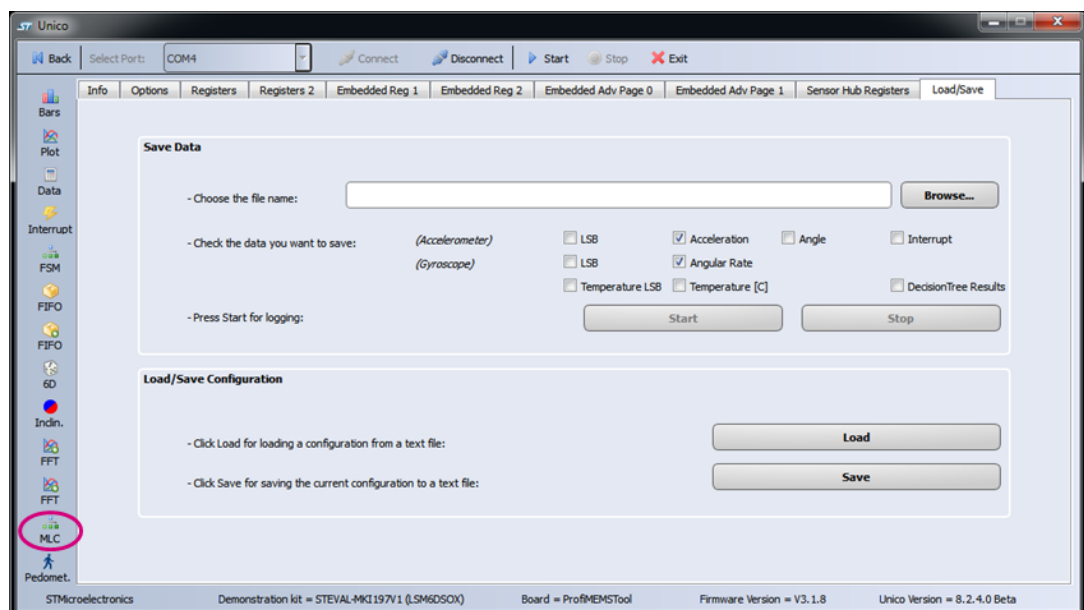 ST Unico
Back Select Port: COM4 Connect Disconnect Start Stop Exit
Info Options Registers Registers 2 Embedded Reg 1 Embedded Reg 2 Embedded Adv Page 0 Embedded Adv Page 1 Sensor Hub Registers Load/Save
Bars
Plot
Data
Interrupt
FSM
FIFO
FIFO
6D
Indin.
FFT
FFT
MLC
Pedomet.
Save Data
- Choose the file name: Browse...
- Check the data you want to save: (Accelerometer) LSB Acceleration Angle Interrupt
(Gyroscope) LSB Angular Rate
Temperature LSB Temperature [C] DecisionTree Results
- Press Start for logging: Start Stop
Load/Save Configuration
- Click Load for loading a configuration from a text file: Load
- Click Save for saving the current configuration to a text file: Save
STMicroelectronics Demonstration kit = STEVAL-MKI197V1 (LSM6DSOX) Board = ProfiMEMSTool Firmware Version = V3.1.8 Unico Version = 8.2.4.0 Beta